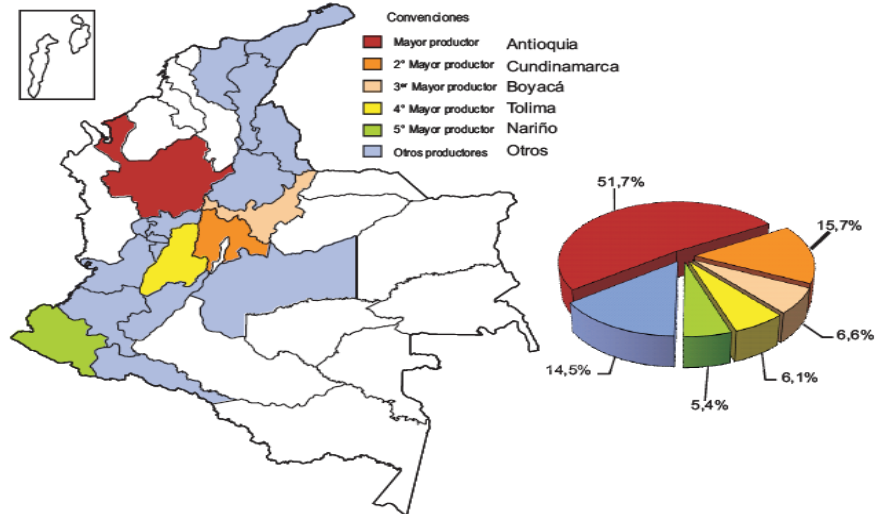 Convenciones
Mayor productor Antioquia
2° Mayor productor Cundinamarca
3er Mayor productor Boyacá
4° Mayor productor Tolima
5° Mayor productor Nariño
Otros productores Otros
51,7%
15,7%
6,6%
6,1%
5,4%
14,5%